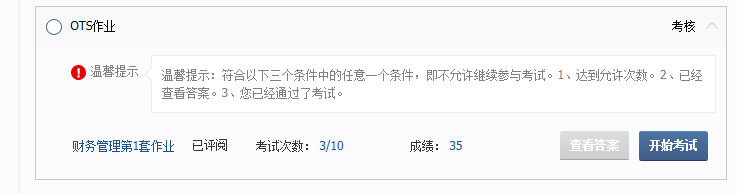 OTS作业 考核
温馨提示 温馨提示：符合以下三个条件中的任意一个条件，即不允许继续参与考试。1、达到允许次数。2、已经
查看答案。3、您已经通过了考试。
财务管理第1套作业 已评阅 考试次数：3/10 成绩：35 查看答案 开始考试